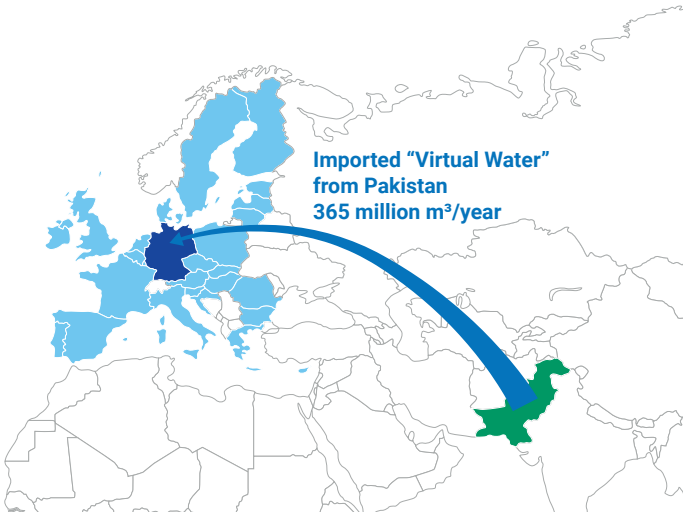 Imported “Virtual Water”
from Pakistan
365 million m³/year